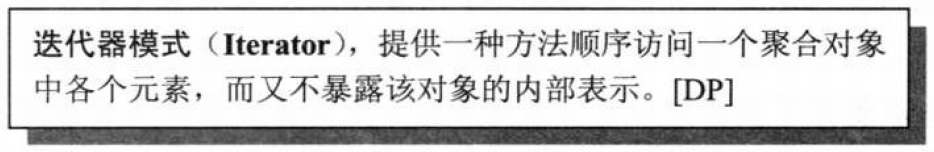 迭代器模式（Iterator），提供一种方法顺序访问一个聚合对象
中各个元素，而又不暴露该对象的内部表示。[DP]